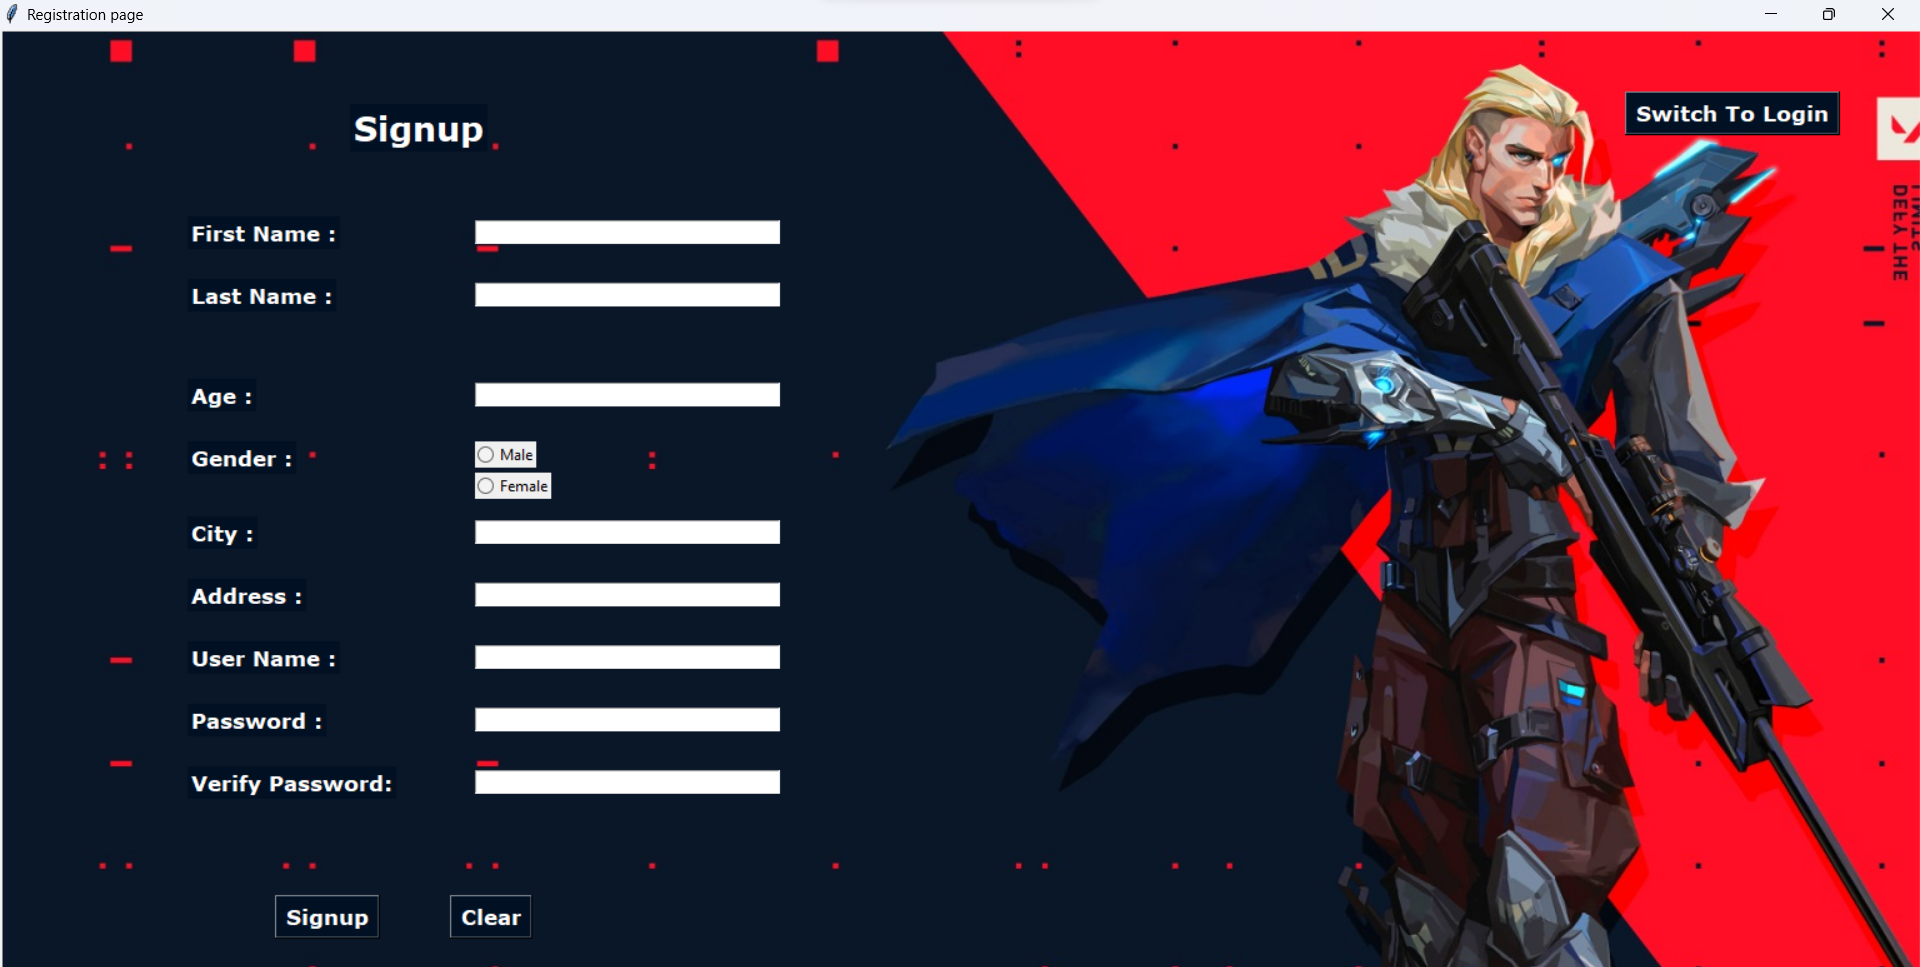 Registration page
Signup
Switch To Login
First Name :
Last Name :
Age :
Gender :
Male
Female
City :
Address :
User Name :
Password :
Verify Password:
Signup
Clear
DEFY THE
LIMITS